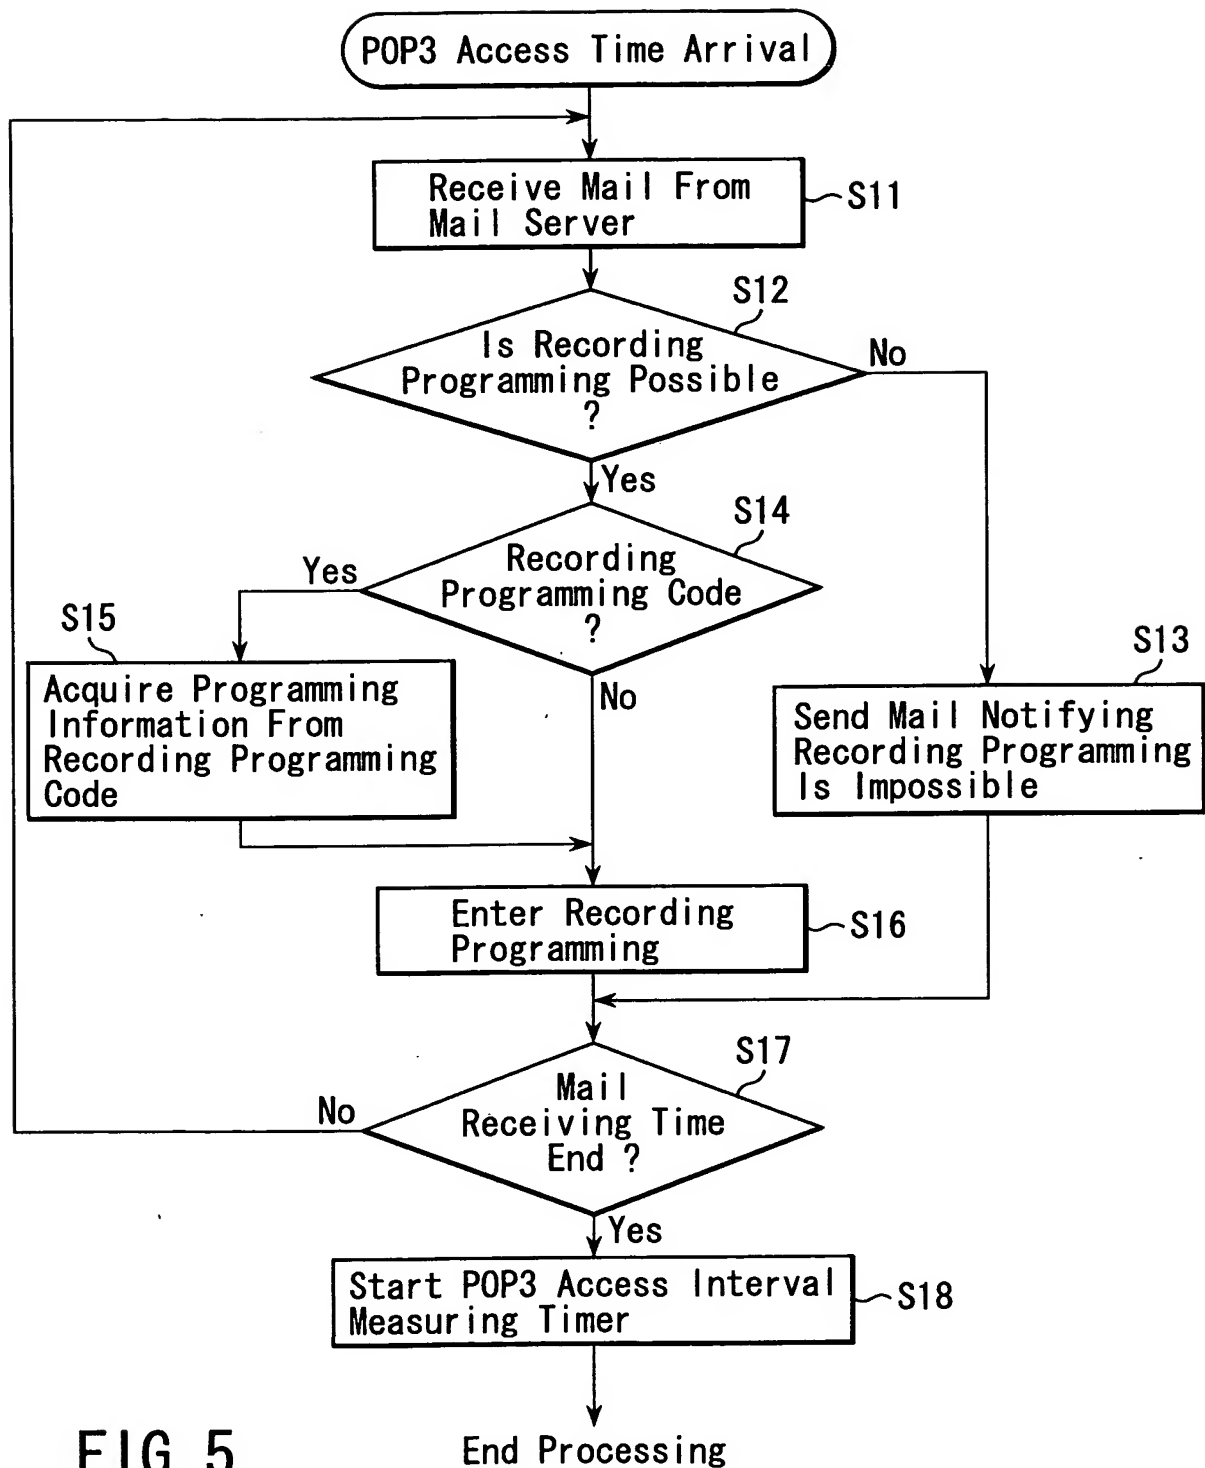 POP3 Access Time Arrival
Receive Mail From
Mail Server
S11
S12
Is Recording
Programming Possible
?
No
Yes
S14
Recording
Programming Code
?
Yes
No
S15
Acquire Programming
Information From
Recording Programming
Code
S13
Send Mail Notifying
Recording Programming
Is Impossible
Enter Recording
Programming
S16
S17
Mail
Receiving Time
End ?
No
Yes
Start POP3 Access Interval
Measuring Timer
S18
End Processing
FIG. 5